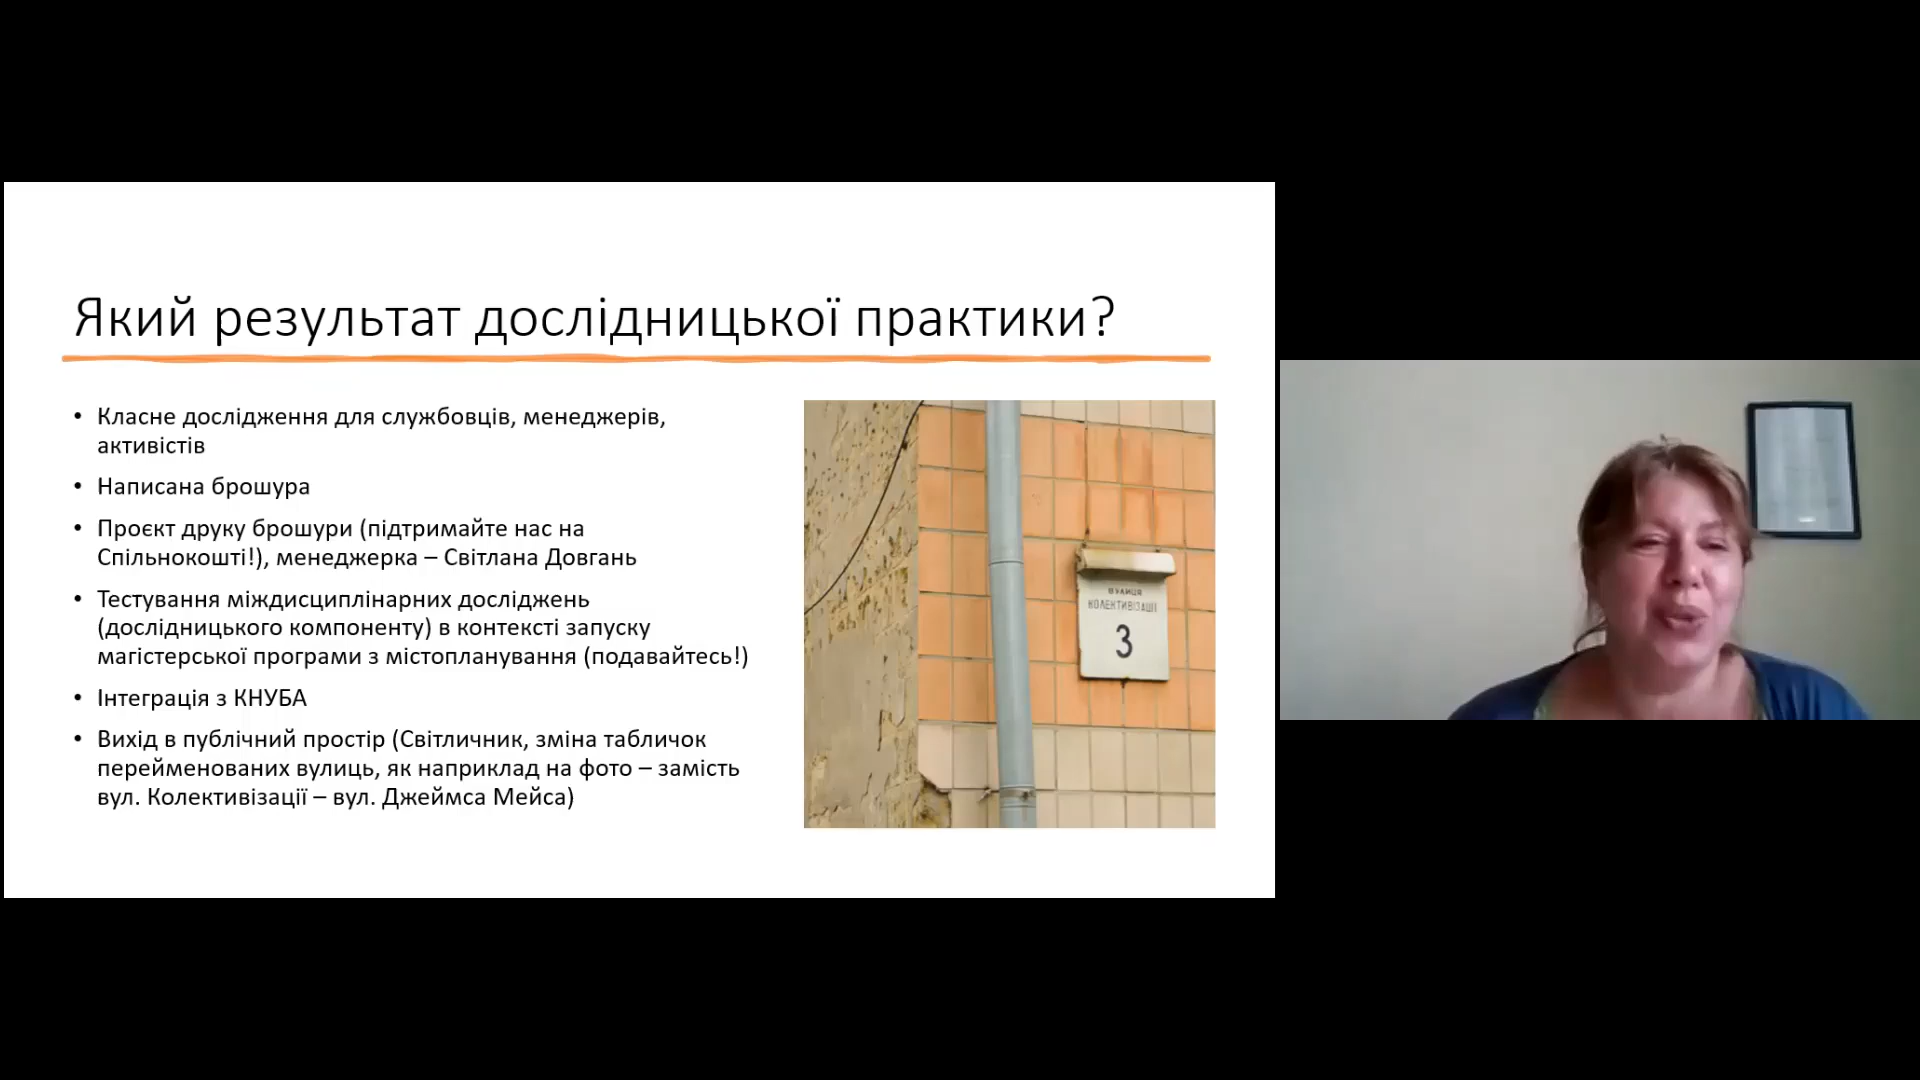 Який результат дослідницької практики?
• Класне дослідження для службовців, менеджерів,
активістів
• Написана брошура
• Проєкт друку брошури (підтримайте нас на
Спільнокошті!), менеджерка – Світлана Довгань
• Тестування міждисциплінарних досліджень
(дослідницького компоненту) в контексті запуску
магістерської програми з містопланування (подавайтесь!)
• Інтеграція з КНУБА
• Вихід в публічний простір (Світличник, зміна табличок
перейменованих вулиць, як наприклад на фото – замість
вул. Колективізації – вул. Джеймса Мейса)
ВУЛИЦЯ
КОЛЕКТИВІЗАЦІЇ
3